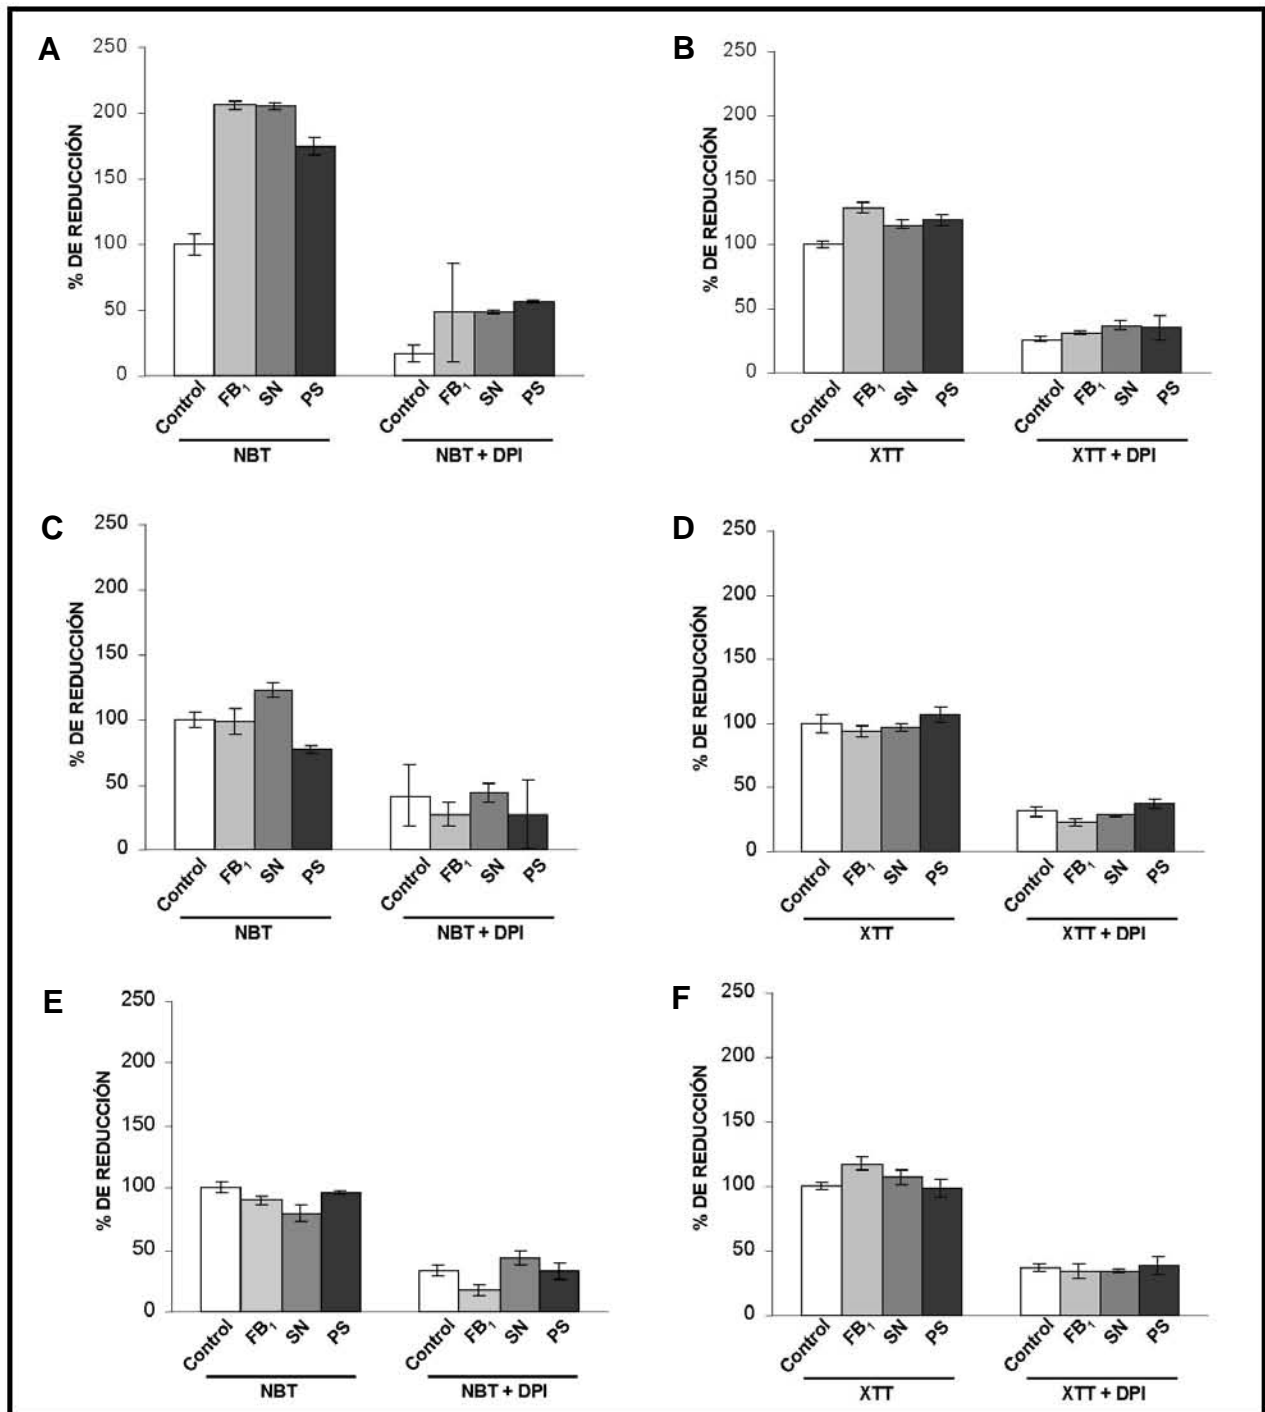 A
% DE REDUCCIÓN
250
200
150
100
50
0
Control FB₁ SN PS Control FB₁ SN PS
NBT NBT + DPI
B
% DE REDUCCIÓN
250
200
150
100
50
0
Control FB₁ SN PS Control FB₁ SN PS
XTT XTT + DPI
C
% DE REDUCCIÓN
250
200
150
100
50
0
Control FB₁ SN PS Control FB₁ SN PS
NBT NBT + DPI
D
% DE REDUCCIÓN
250
200
150
100
50
0
Control FB₁ SN PS Control FB₁ SN PS
XTT XTT + DPI
E
% DE REDUCCIÓN
250
200
150
100
50
0
Control FB₁ SN PS Control FB₁ SN PS
NBT NBT + DPI
F
% DE REDUCCIÓN
250
200
150
100
50
0
Control FB₁ SN PS Control FB₁ SN PS
XTT XTT + DPI